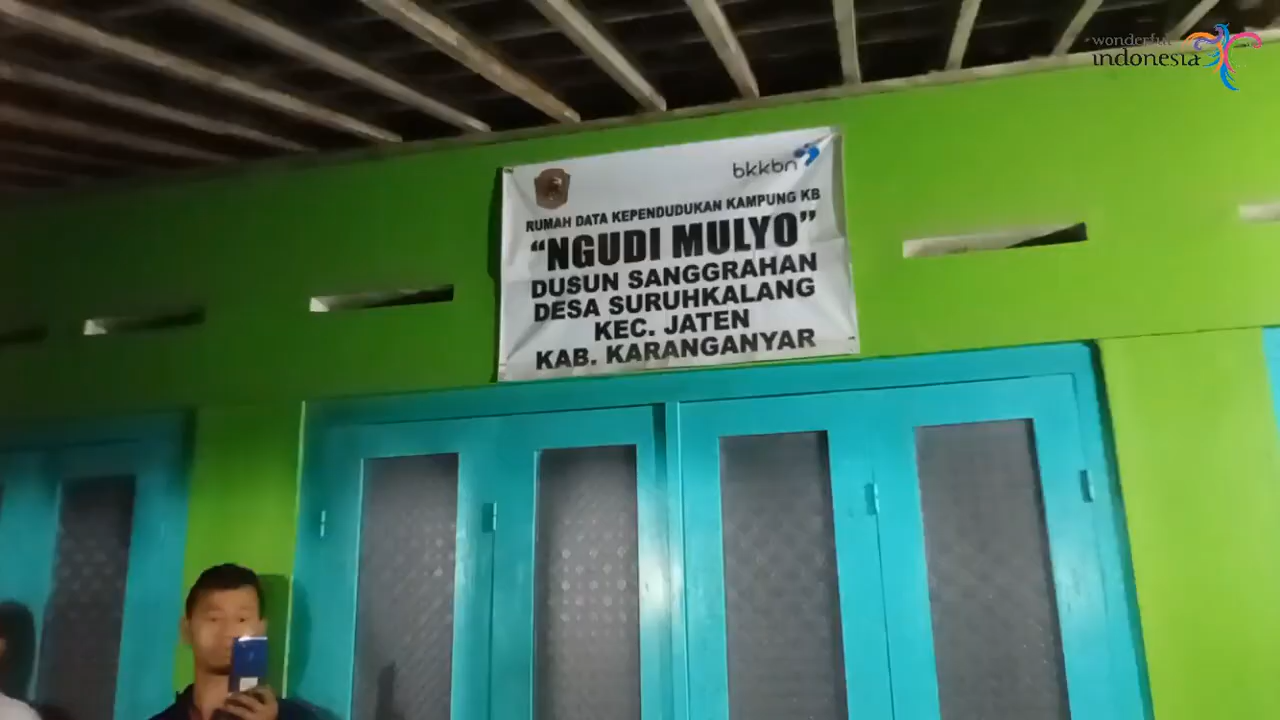 wonderful
indonesia
bkkbn
RUMAH DATA KEPENDUDUKAN KAMPUNG KB
“NGUDI MULYO”
DUSUN SANGGRAHAN
DESA SURUHKALANG
KEC. JATEN
KAB. KARANGANYAR